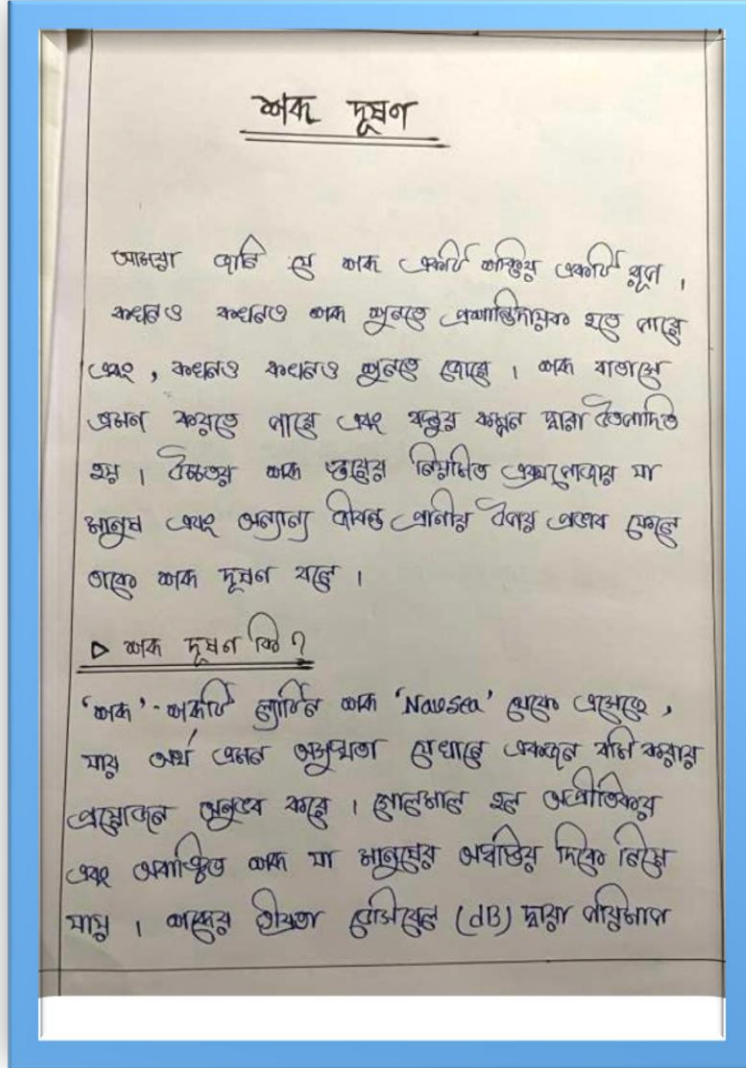 শব্দ দূষণ
আমরা জানি যে শব্দ একটি শক্তির একটি রূপ ।
কখনও কখনও শব্দ শুনতে প্রশান্তিদায়ক হতে পারে
এবং , কখনও কখনও শুনতে জোরে । শব্দ বাতাসে
ভ্রমণ করতে পারে এবং বস্তুর কম্পন দ্বারা উৎপাদিত
হয় । উচ্চতর শব্দ স্তরের নিয়মিত এক্সপোজার যা
মানুষ এবং অন্যান্য জীবন্ত প্রাণীর উপর প্রভাব ফেলে
তাকে শব্দ দূষণ বলে ।
▷ শব্দ দূষণ কি ?
'শব্দ' - শব্দটি ল্যাটিন শব্দ 'Nausea' থেকে এসেছে ,
যার অর্থ এমন অসুস্থতা যেখানে একজন বমি করার
প্রয়োজন অনুভব করে । গোলমাল হল অপ্রীতিকর
এবং অবাঞ্ছিত শব্দ যা মানুষের অস্বস্তির দিকে নিয়ে
যায় । শব্দের তীব্রতা ডেসিবেল (dB) দ্বারা পরিমাপ